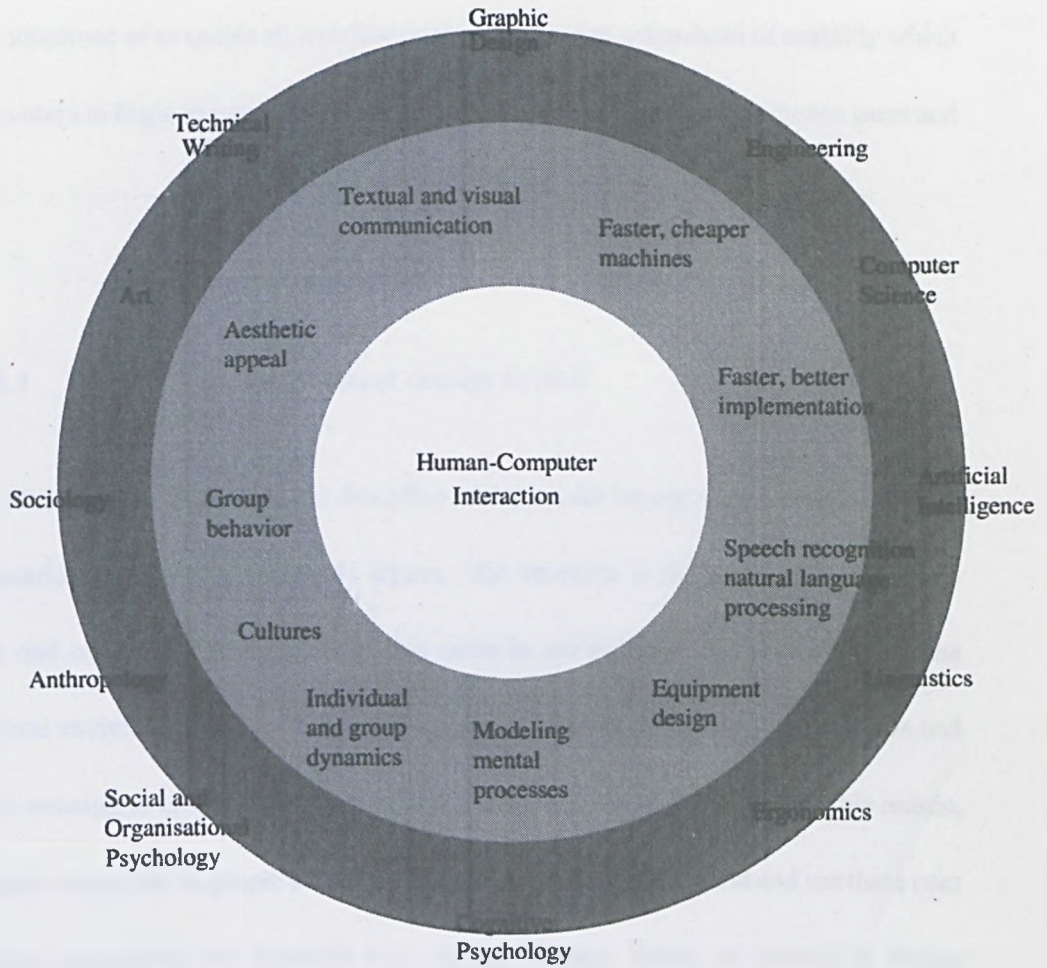 Graphic
Design
Technical
Writing
Engineering
Textual and visual
communication
Faster, cheaper
machines
Computer
Science
Art
Aesthetic
appeal
Faster, better
implementation
Human-Computer
Interaction
Artificial
Intelligence
Sociology
Group
behavior
Speech recognition
natural language
processing
Cultures
Anthropology
Linguistics
Equipment
design
Individual
and group
dynamics
Modeling
mental
processes
Social and
Organisational
Psychology
Ergonomics
Cognitive
Psychology